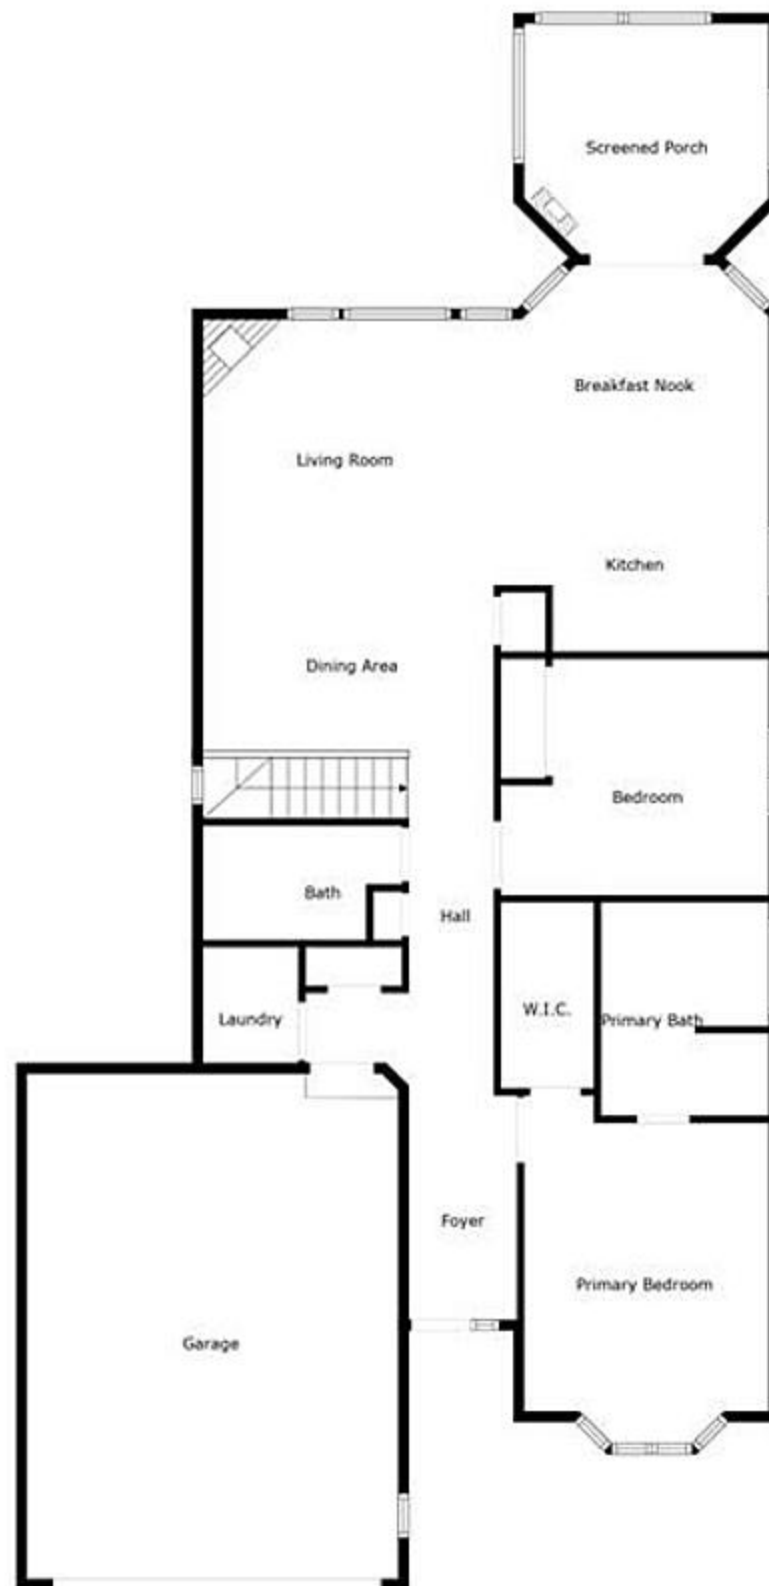 Screened Porch
Breakfast Nook
Living Room
Kitchen
Dining Area
Bedroom
Bath
Hall
W.I.C.
Laundry
Primary Bath
Foyer
Primary Bedroom
Garage